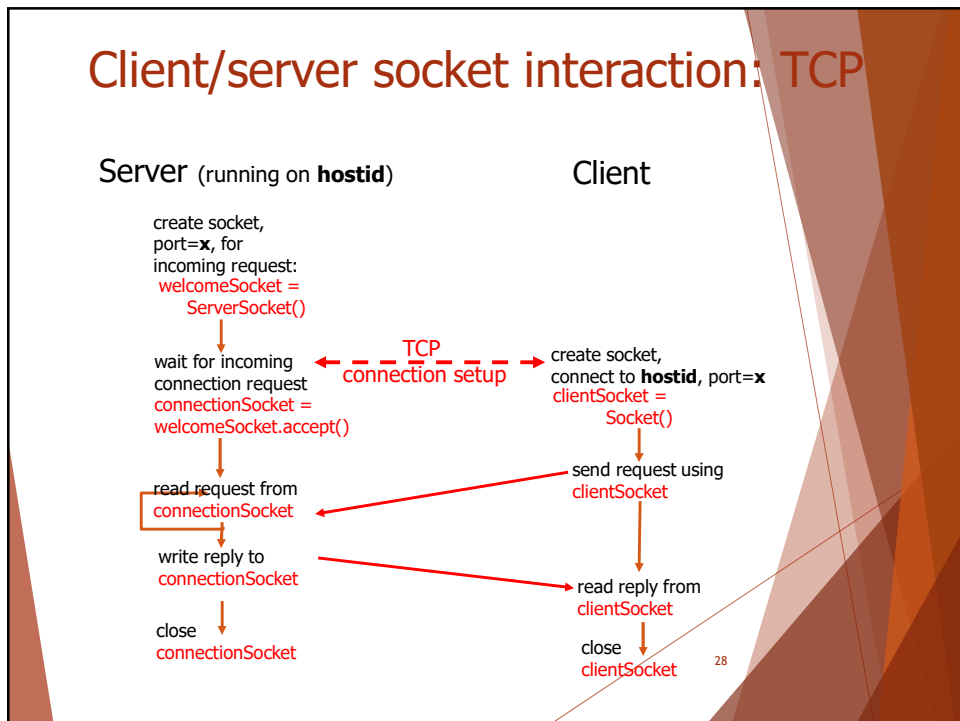 Client/server socket interaction: TCP
Server (running on hostid)
create socket,
port=x, for
incoming request:
welcomeSocket =
ServerSocket()
wait for incoming
connection request
connectionSocket =
welcomeSocket.accept()
read request from
connectionSocket
write reply to
connectionSocket
close
connectionSocket
TCP
connection setup
Client
create socket,
connect to hostid, port=x
clientSocket =
Socket()
send request using
clientSocket
read reply from
clientSocket
close
clientSocket
28